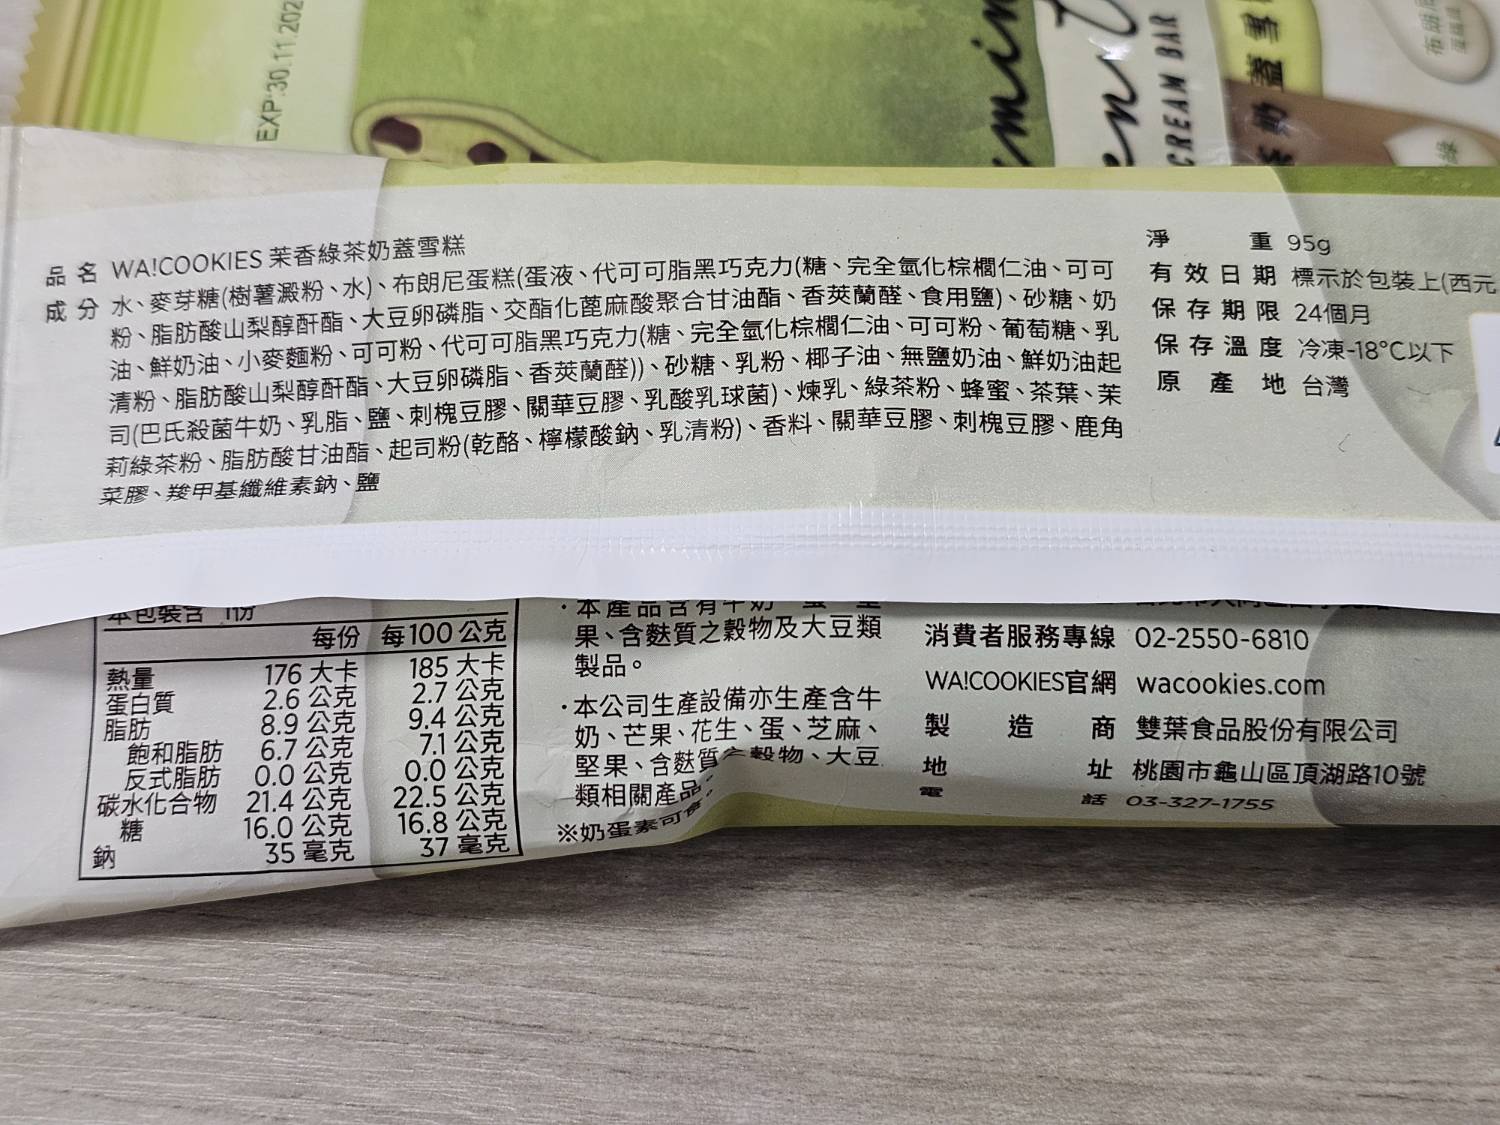 EXP:30.11.202
CREAM BAR
品名 WA!COOKIES 茉香綠茶奶蓋雪糕
成分 水、麥芽糖(樹薯澱粉、水)、布朗尼蛋糕(蛋液、代可可脂黑巧克力(糖、完全氫化棕櫚仁油、可可
粉、脂肪酸山梨醇酐酯、大豆卵磷脂、交酯化蓖麻酸聚合甘油酯、香莢蘭醛、食用鹽)、砂糖、奶
油、鮮奶油、小麥麵粉、可可粉、代可可脂黑巧克力(糖、完全氫化棕櫚仁油、可可粉、葡萄糖、乳
清粉、脂肪酸山梨醇酐酯、大豆卵磷脂、香莢蘭醛))、砂糖、乳粉、椰子油、無鹽奶油、鮮奶油起
司(巴氏殺菌牛奶、乳脂、鹽、刺槐豆膠、關華豆膠、乳酸乳球菌)、煉乳、綠茶粉、蜂蜜、茶葉、茉
莉綠茶粉、脂肪酸甘油酯、起司粉(乾酪、檸檬酸鈉、乳清粉)、香料、關華豆膠、刺槐豆膠、鹿角
菜膠、羧甲基纖維素鈉、鹽
淨重 95g
有效日期 標示於包裝上(西元
保存期限 24個月
保存溫度 冷凍-18°C以下
原產地 台灣
本包裝含 1份
每份 每100公克
熱量 176 大卡 185 大卡
蛋白質 2.6 公克 2.7 公克
脂肪 8.9 公克 9.4 公克
飽和脂肪 6.7 公克 7.1 公克
反式脂肪 0.0 公克 0.0 公克
碳水化合物 21.4 公克 22.5 公克
糖 16.0 公克 16.8 公克
鈉 35 毫克 37 毫克
·本產品含有牛奶
果、含麩質之穀物及大豆類
製品。
·本公司生產設備亦生產含牛
奶、芒果、花生、蛋、芝麻、
堅果、含麩質之穀物、大豆
類相關產品。
※奶蛋素可食。
消費者服務專線 02-2550-6810
WA!COOKIES官網 wacookies.com
製造商 雙葉食品股份有限公司
地址 桃園市龜山區頂湖路10號
電話 03-327-1755